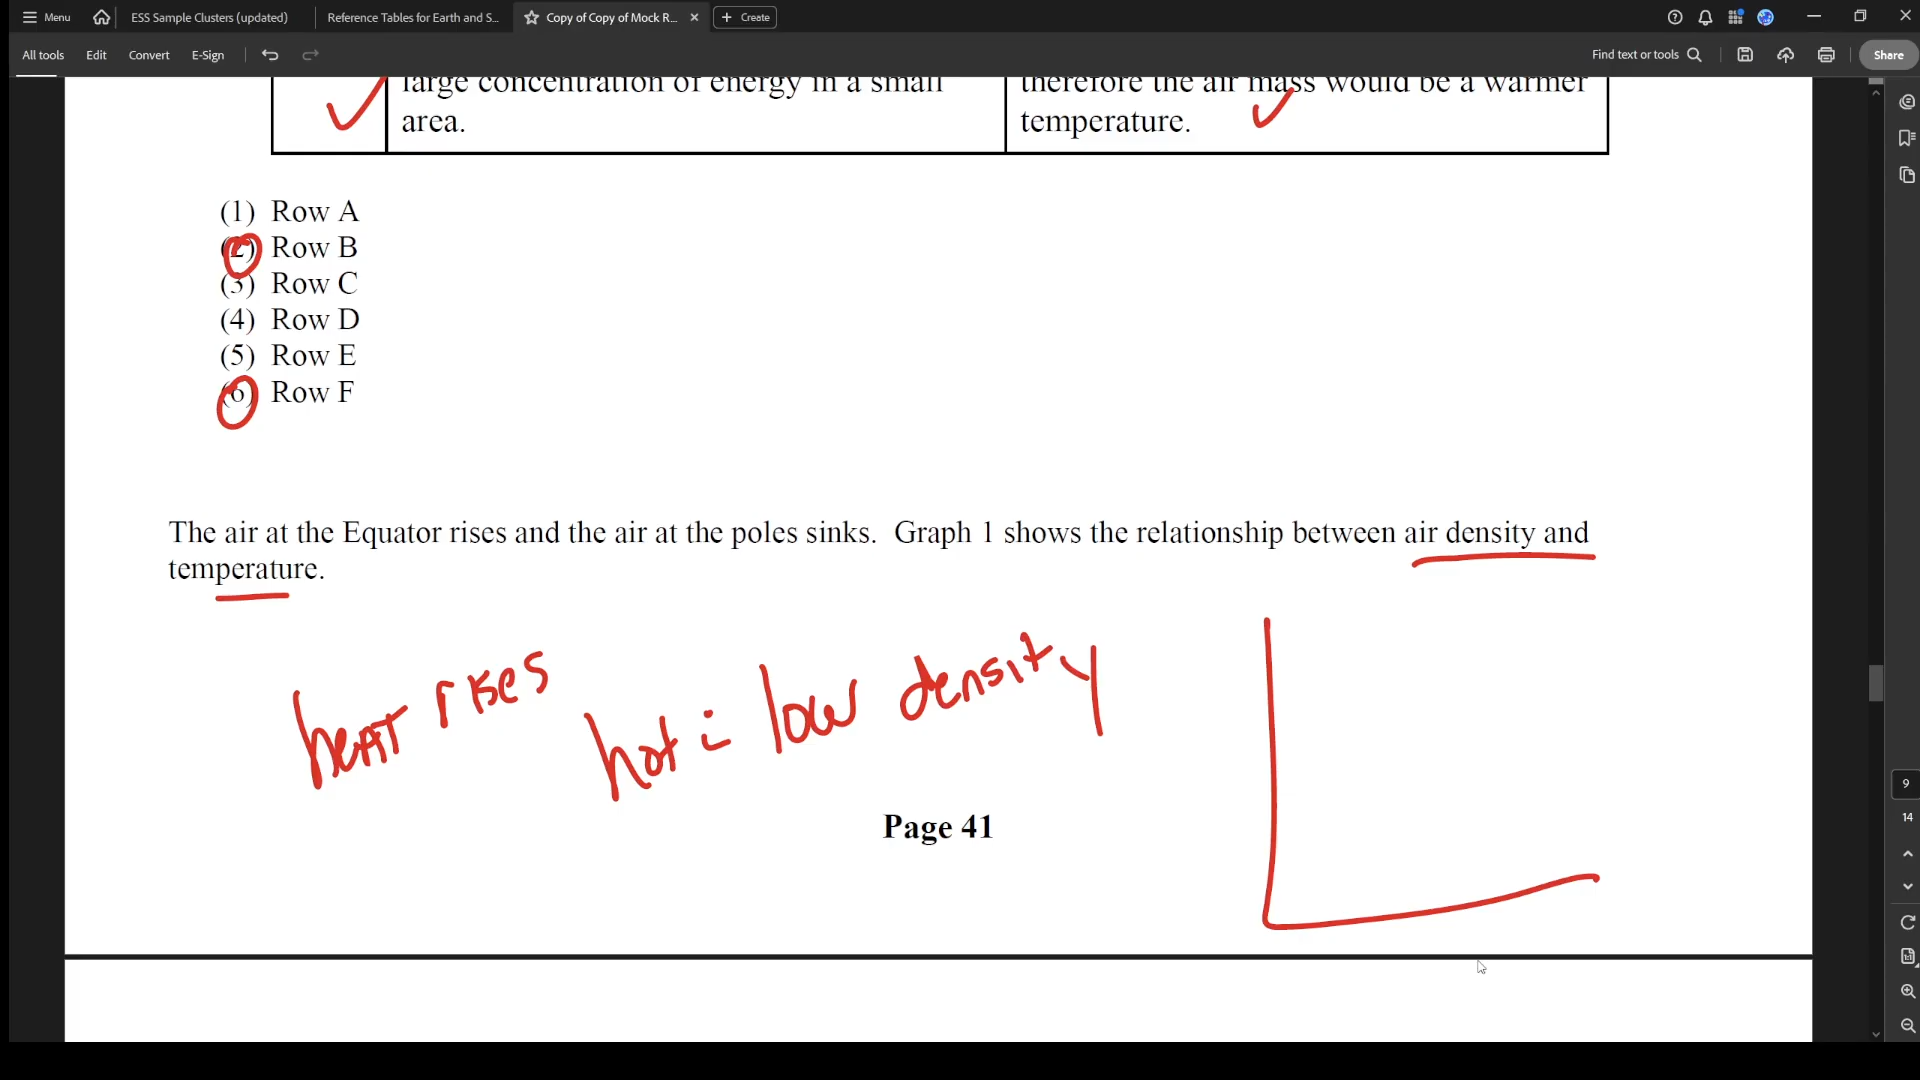 Menu
ESS Sample Clusters (updated)
Reference Tables for Earth and S...
Copy of Copy of Mock R...
Create
All tools
Edit
Convert
E-Sign
Find text or tools
Share
large concentration of energy in a small
area.
therefore the air mass would be a warmer
temperature.
(1) Row A
(2) Row B
(3) Row C
(4) Row D
(5) Row E
(6) Row F
The air at the Equator rises and the air at the poles sinks. Graph 1 shows the relationship between air density and
temperature.
heat rises
hot = low density
Page 41
9
14